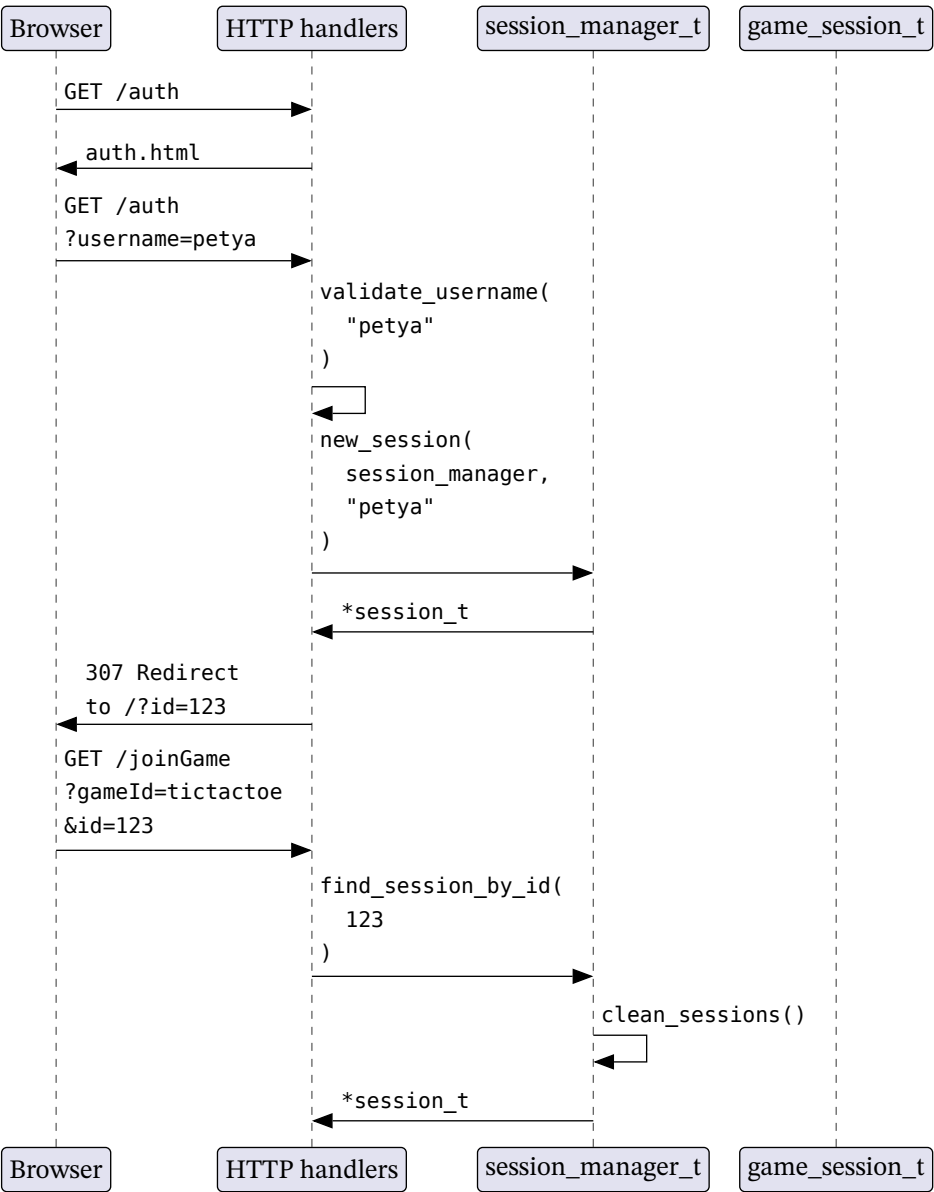 Browser
HTTP handlers
session_manager_t
game_session_t
GET /auth
auth.html
GET /auth
?username=petya
validate_username(
"petya"
)
new_session(
session_manager,
"petya"
)
*session_t
307 Redirect
to /?id=123
GET /joinGame
?gameId=tictactoe
&id=123
find_session_by_id(
123
)
clean_sessions()
*session_t
Browser
HTTP handlers
session_manager_t
game_session_t